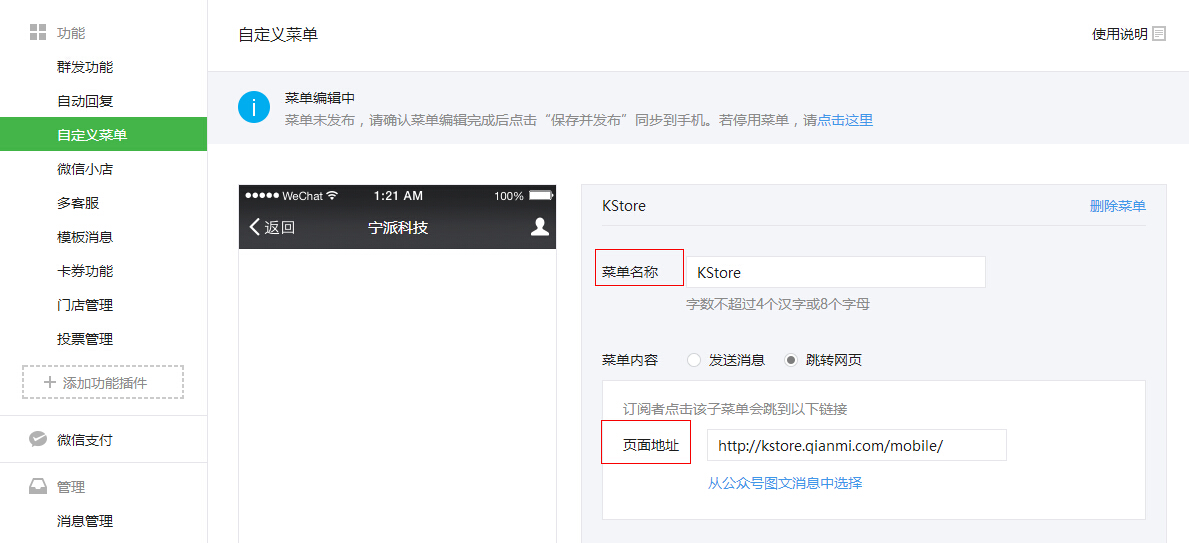 功能
群发功能
自动回复
自定义菜单
微信小店
多客服
模板消息
卡券功能
门店管理
投票管理
添加功能插件
微信支付
管理
消息管理
自定义菜单
使用说明
菜单编辑中
菜单未发布，请确认菜单编辑完成后点击“保存并发布”同步到手机。若停用菜单，请点击这里
WeChat 1:21 AM 100%
返回 宁派科技
KStore 删除菜单
菜单名称 KStore
字数不超过4个汉字或8个字母
菜单内容 发送消息 跳转网页
订阅者点击该子菜单会跳到以下链接
页面地址 http://kstore.qianmi.com/mobile/
从公众号图文消息中选择